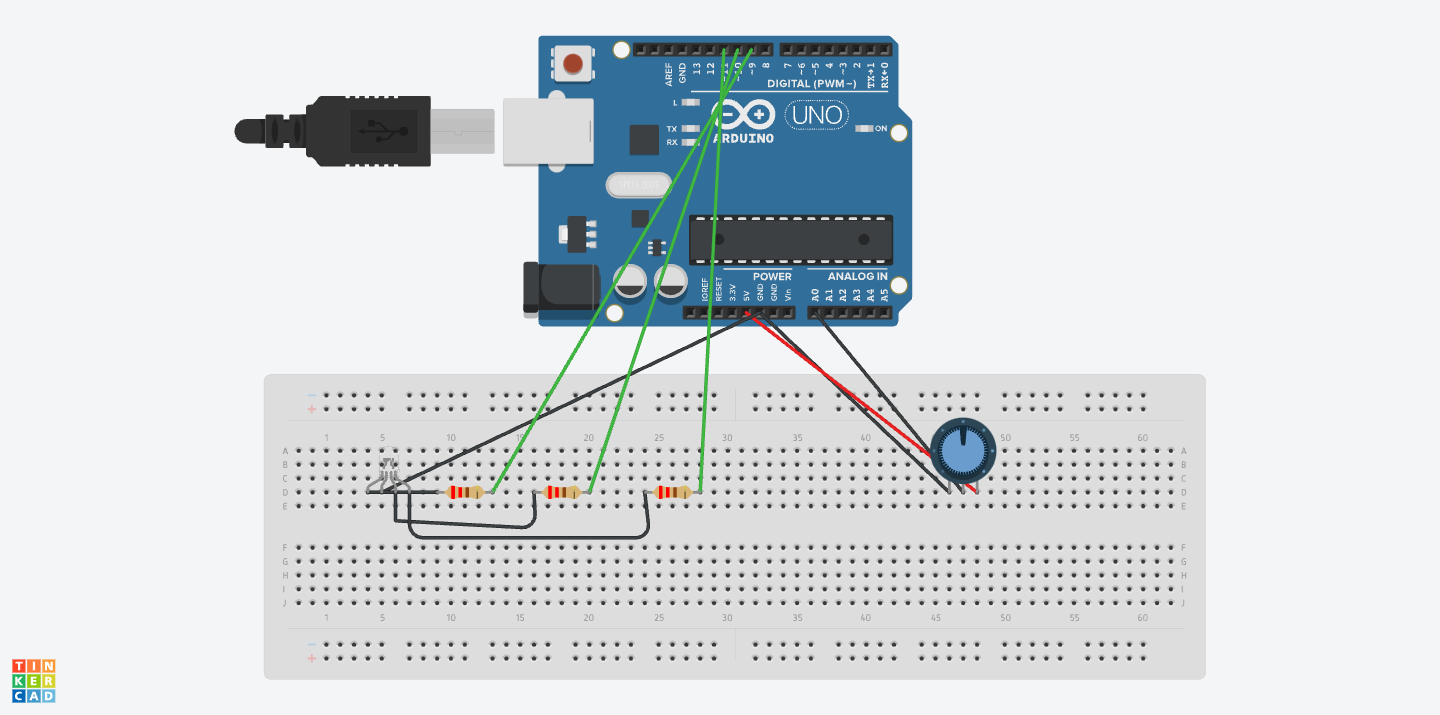 AREF
GND
13
12
~11
~10
~9
8
7
~6
~5
4
~3
2
TX→1
RX←0
DIGITAL (PWM~)
L
TX
RX
ARDUINO
UNO
ON
POWER
ANALOG IN
IOREF
RESET
3.3V
5V
GND
GND
Vin
A0
A1
A2
A3
A4
A5
1 5 10 15 20 25 30 35 40 50 55 60
A A
B B
C C
D D
E E
F F
G G
H H
I I
J J
1 5 10 15 20 25 30 35 40 45 50 55 60
TIN
KER
CAD